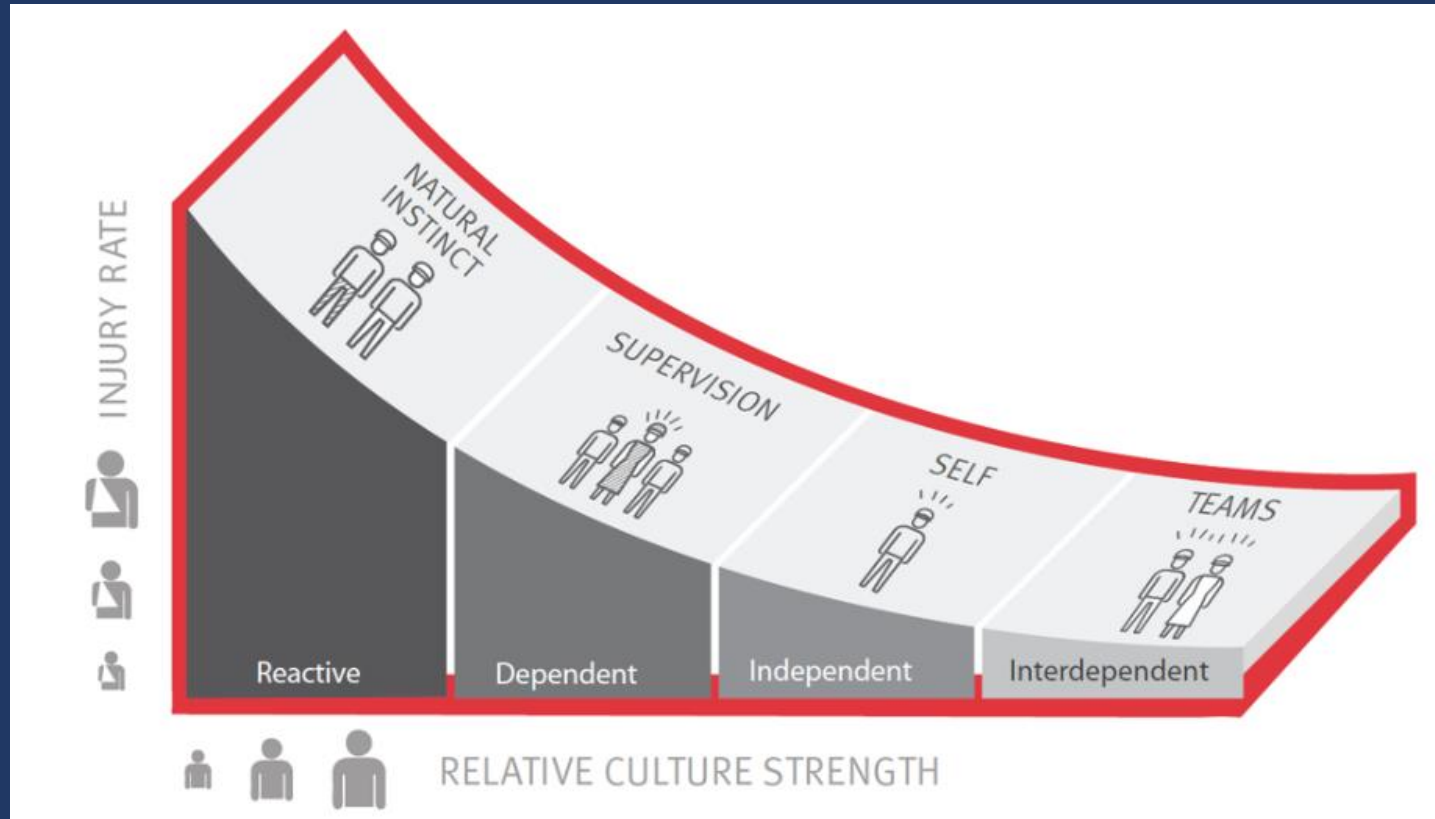 NATURAL
INSTINCT
SUPERVISION
SELF
TEAMS
INJURY RATE
Reactive
Dependent
Independent
Interdependent
RELATIVE CULTURE STRENGTH